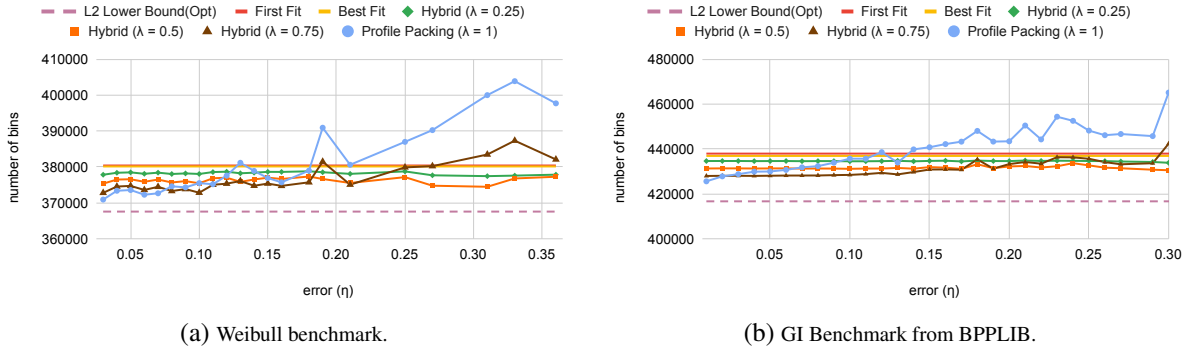 L2 Lower Bound(Opt) First Fit Best Fit Hybrid (λ = 0.25)
Hybrid (λ = 0.5) Hybrid (λ = 0.75) Profile Packing (λ = 1)
410000
400000
390000
380000
370000
360000
number of bins
0.05 0.10 0.15 0.20 0.25 0.30 0.35
error (η)
(a) Weibull benchmark.
L2 Lower Bound(Opt) First Fit Best Fit Hybrid (λ = 0.25)
Hybrid (λ = 0.5) Hybrid (λ = 0.75) Profile Packing (λ = 1)
480000
460000
440000
420000
400000
number of bins
0.05 0.10 0.15 0.20 0.25 0.30
error (η)
(b) GI Benchmark from BPPLIB.